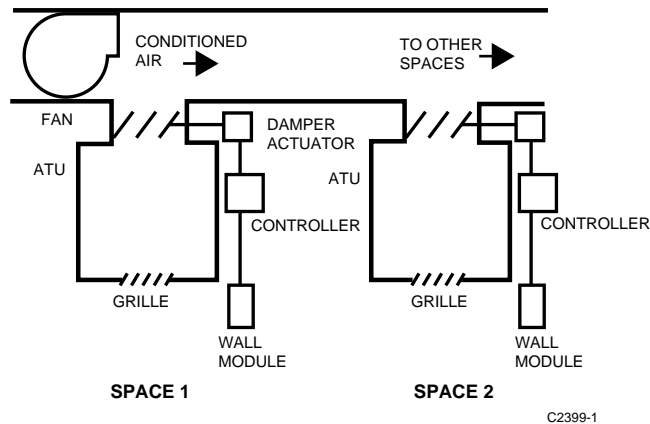 CONDITIONED
AIR
TO OTHER
SPACES
FAN
DAMPER
ACTUATOR
ATU
ATU
CONTROLLER
CONTROLLER
GRILLE
GRILLE
WALL
MODULE
WALL
MODULE
SPACE 1
SPACE 2
C2399-1